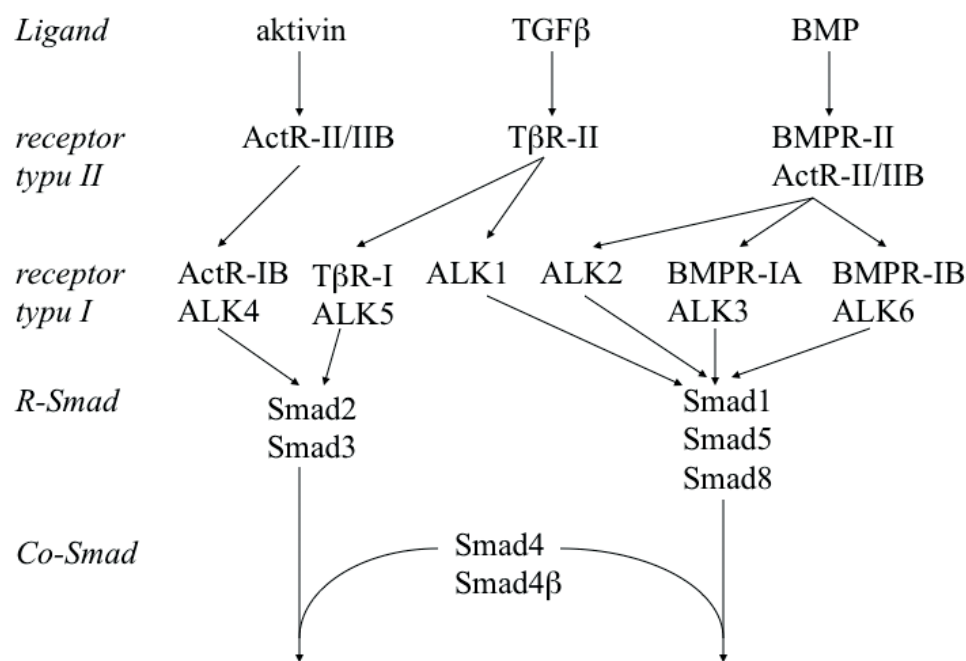 Ligand aktivin TGFβ BMP
receptor ActR-II/IIB TβR-II BMPR-II
typu II ActR-II/IIB
receptor ActR-IB TβR-I ALK1 ALK2 BMPR-IA BMPR-IB
typu I ALK4 ALK5 ALK3 ALK6
R-Smad Smad2 Smad1
Smad3 Smad5
Smad8
Co-Smad Smad4
Smad4β